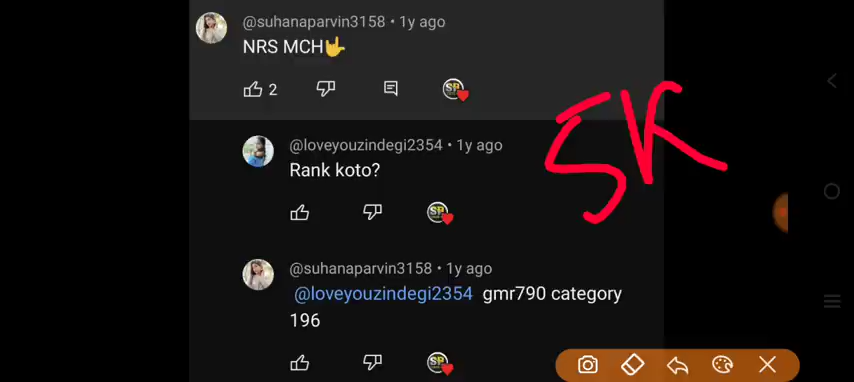 @suhanaparvin3158 • 1y ago
NRS MCH🤟
2
@loveyouzindegi2354 • 1y ago
Rank koto?
@suhanaparvin3158 • 1y ago
@loveyouzindegi2354 gmr790 category
196
SK